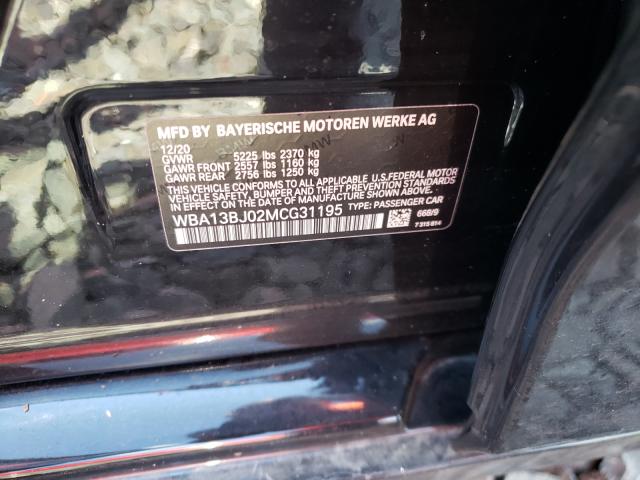 MFD BY BAYERISCHE MOTOREN WERKE AG
12/20
GVWR 5225 lbs 2370 kg
GAWR FRONT 2557 lbs 1160 kg
GAWR REAR 2756 lbs 1250 kg
THIS VEHICLE CONFORMS TO ALL APPLICABLE U.S.FEDERAL MOTOR
VEHICLE SAFETY, BUMPER AND THEFT PREVENTION STANDARDS
IN EFFECT ON THE DATE OF MANUFACTURE SHOWN ABOVE.
WBA13BJ02MCG31195 TYPE: PASSENGER CAR
668/9
7 315 814